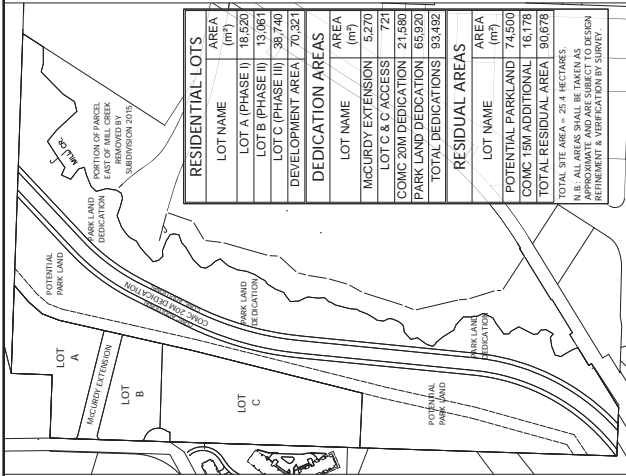 RESIDENTIAL LOTS
LOT NAME AREA (m²)
LOT A (PHASE I) 18,520
LOT B (PHASE II) 13,061
LOT C (PHASE III) 38,740
DEVELOPMENT AREA 70,321
DEDICATION AREAS
LOT NAME AREA (m²)
McCURDY EXTENSION 5,270
LOT C & C ACCESS 721
COMC 20M DEDICATION 21,580
PARK LAND DEDCATION 65,920
TOTAL DEDICATIONS 93,492
RESIDUAL AREAS
LOT NAME AREA (m²)
POTENTIAL PARKLAND 74,500
COMC 15M ADDITIONAL 16,178
TOTAL RESIDUAL AREA 90,678
TOTAL SITE AREA = 25.4 HECTARES.
N.B.: ALL AREAS SHALL BE TAKEN AS
APPROXIMATE AND ARE SUBJECT TO DESIGN
REFINEMENT & VERIFICATION BY SURVEY.
MILL CR.
PORTION OF PARCEL
EAST OF MILL CREEK
REMOVED BY
SUBDIVISION 2015
PARK LAND
DEDICATION
POTENTIAL
PARK LAND
COMC 20M DEDICATION
PARK LAND
DEDICATION
PARK LAND
DEDICATION
LOT
A
McCURDY EXTENSION
LOT
B
LOT
C
POTENTIAL
PARK LAND